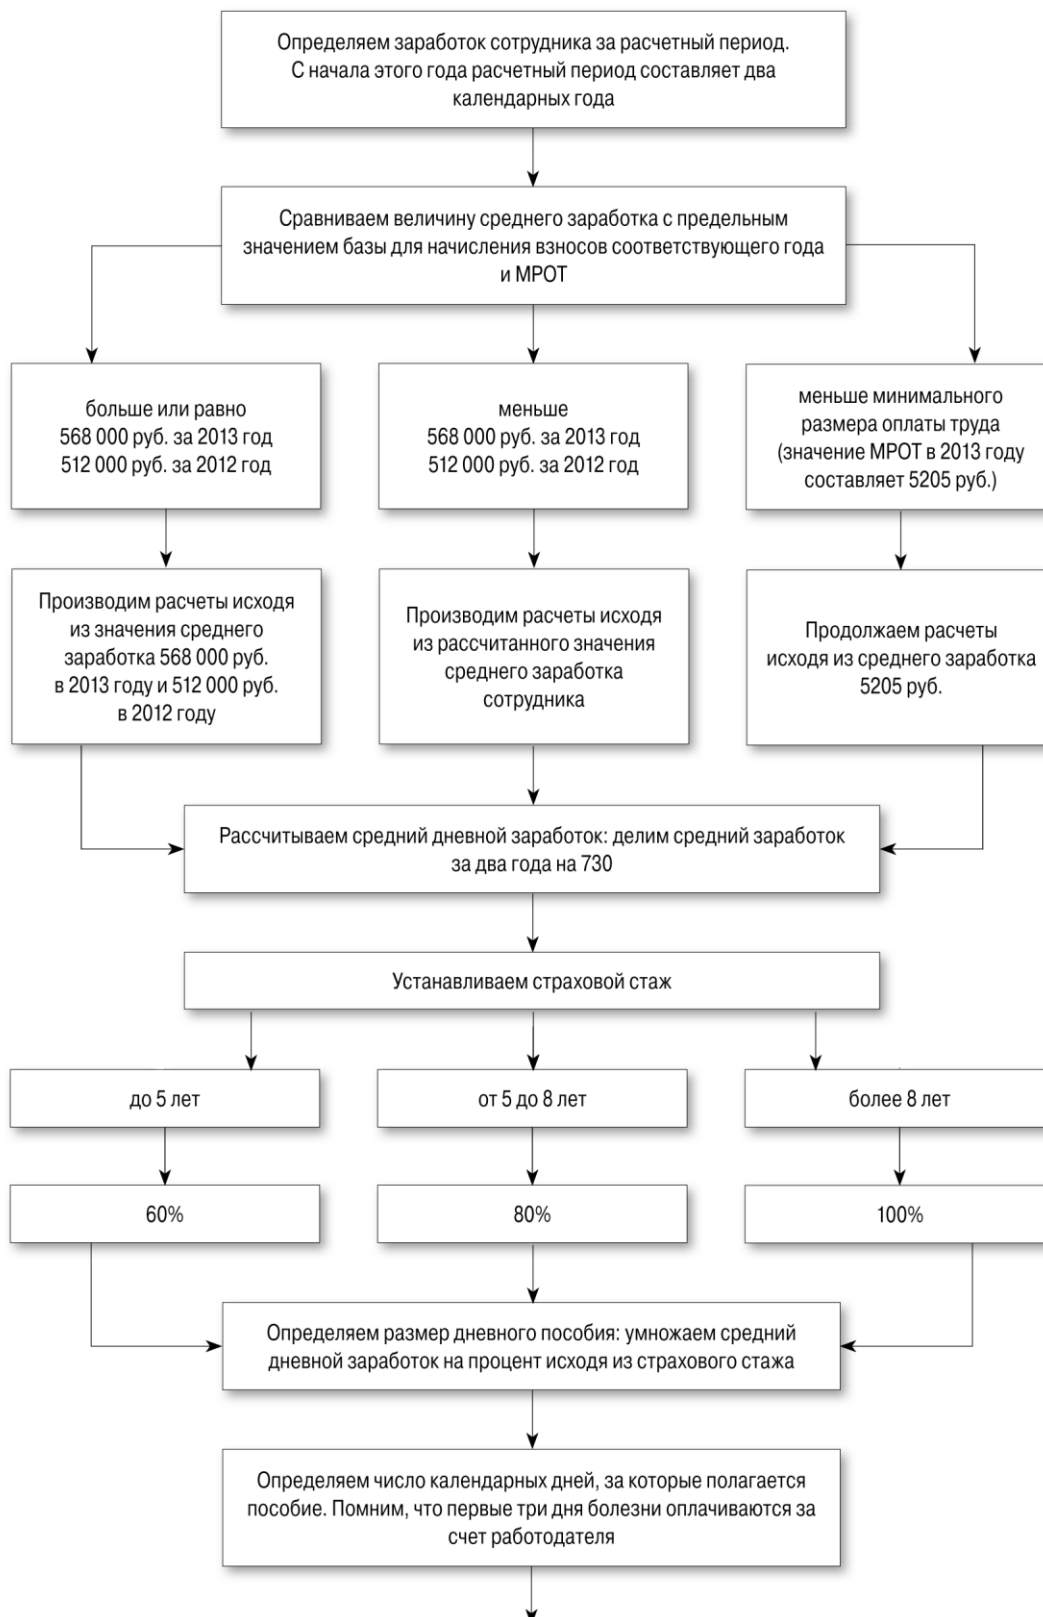 Определяем заработок сотрудника за расчетный период.
С начала этого года расчетный период составляет два
календарных года
Сравниваем величину среднего заработка с предельным
значением базы для начисления взносов соответствующего года
и МРОТ
больше или равно
568 000 руб. за 2013 год
512 000 руб. за 2012 год
меньше
568 000 руб. за 2013 год
512 000 руб. за 2012 год
меньше минимального
размера оплаты труда
(значение МРОТ в 2013 году
составляет 5205 руб.)
Производим расчеты исходя
из значения среднего
заработка 568 000 руб.
в 2013 году и 512 000 руб.
в 2012 году
Производим расчеты исходя
из рассчитанного значения
среднего заработка
сотрудника
Продолжаем расчеты
исходя из среднего заработка
5205 руб.
Рассчитываем средний дневной заработок: делим средний заработок
за два года на 730
Устанавливаем страховой стаж
до 5 лет
от 5 до 8 лет
более 8 лет
60%
80%
100%
Определяем размер дневного пособия: умножаем средний
дневной заработок на процент исходя из страхового стажа
Определяем число календарных дней, за которые полагается
пособие. Помним, что первые три дня болезни оплачиваются за
счет работодателя